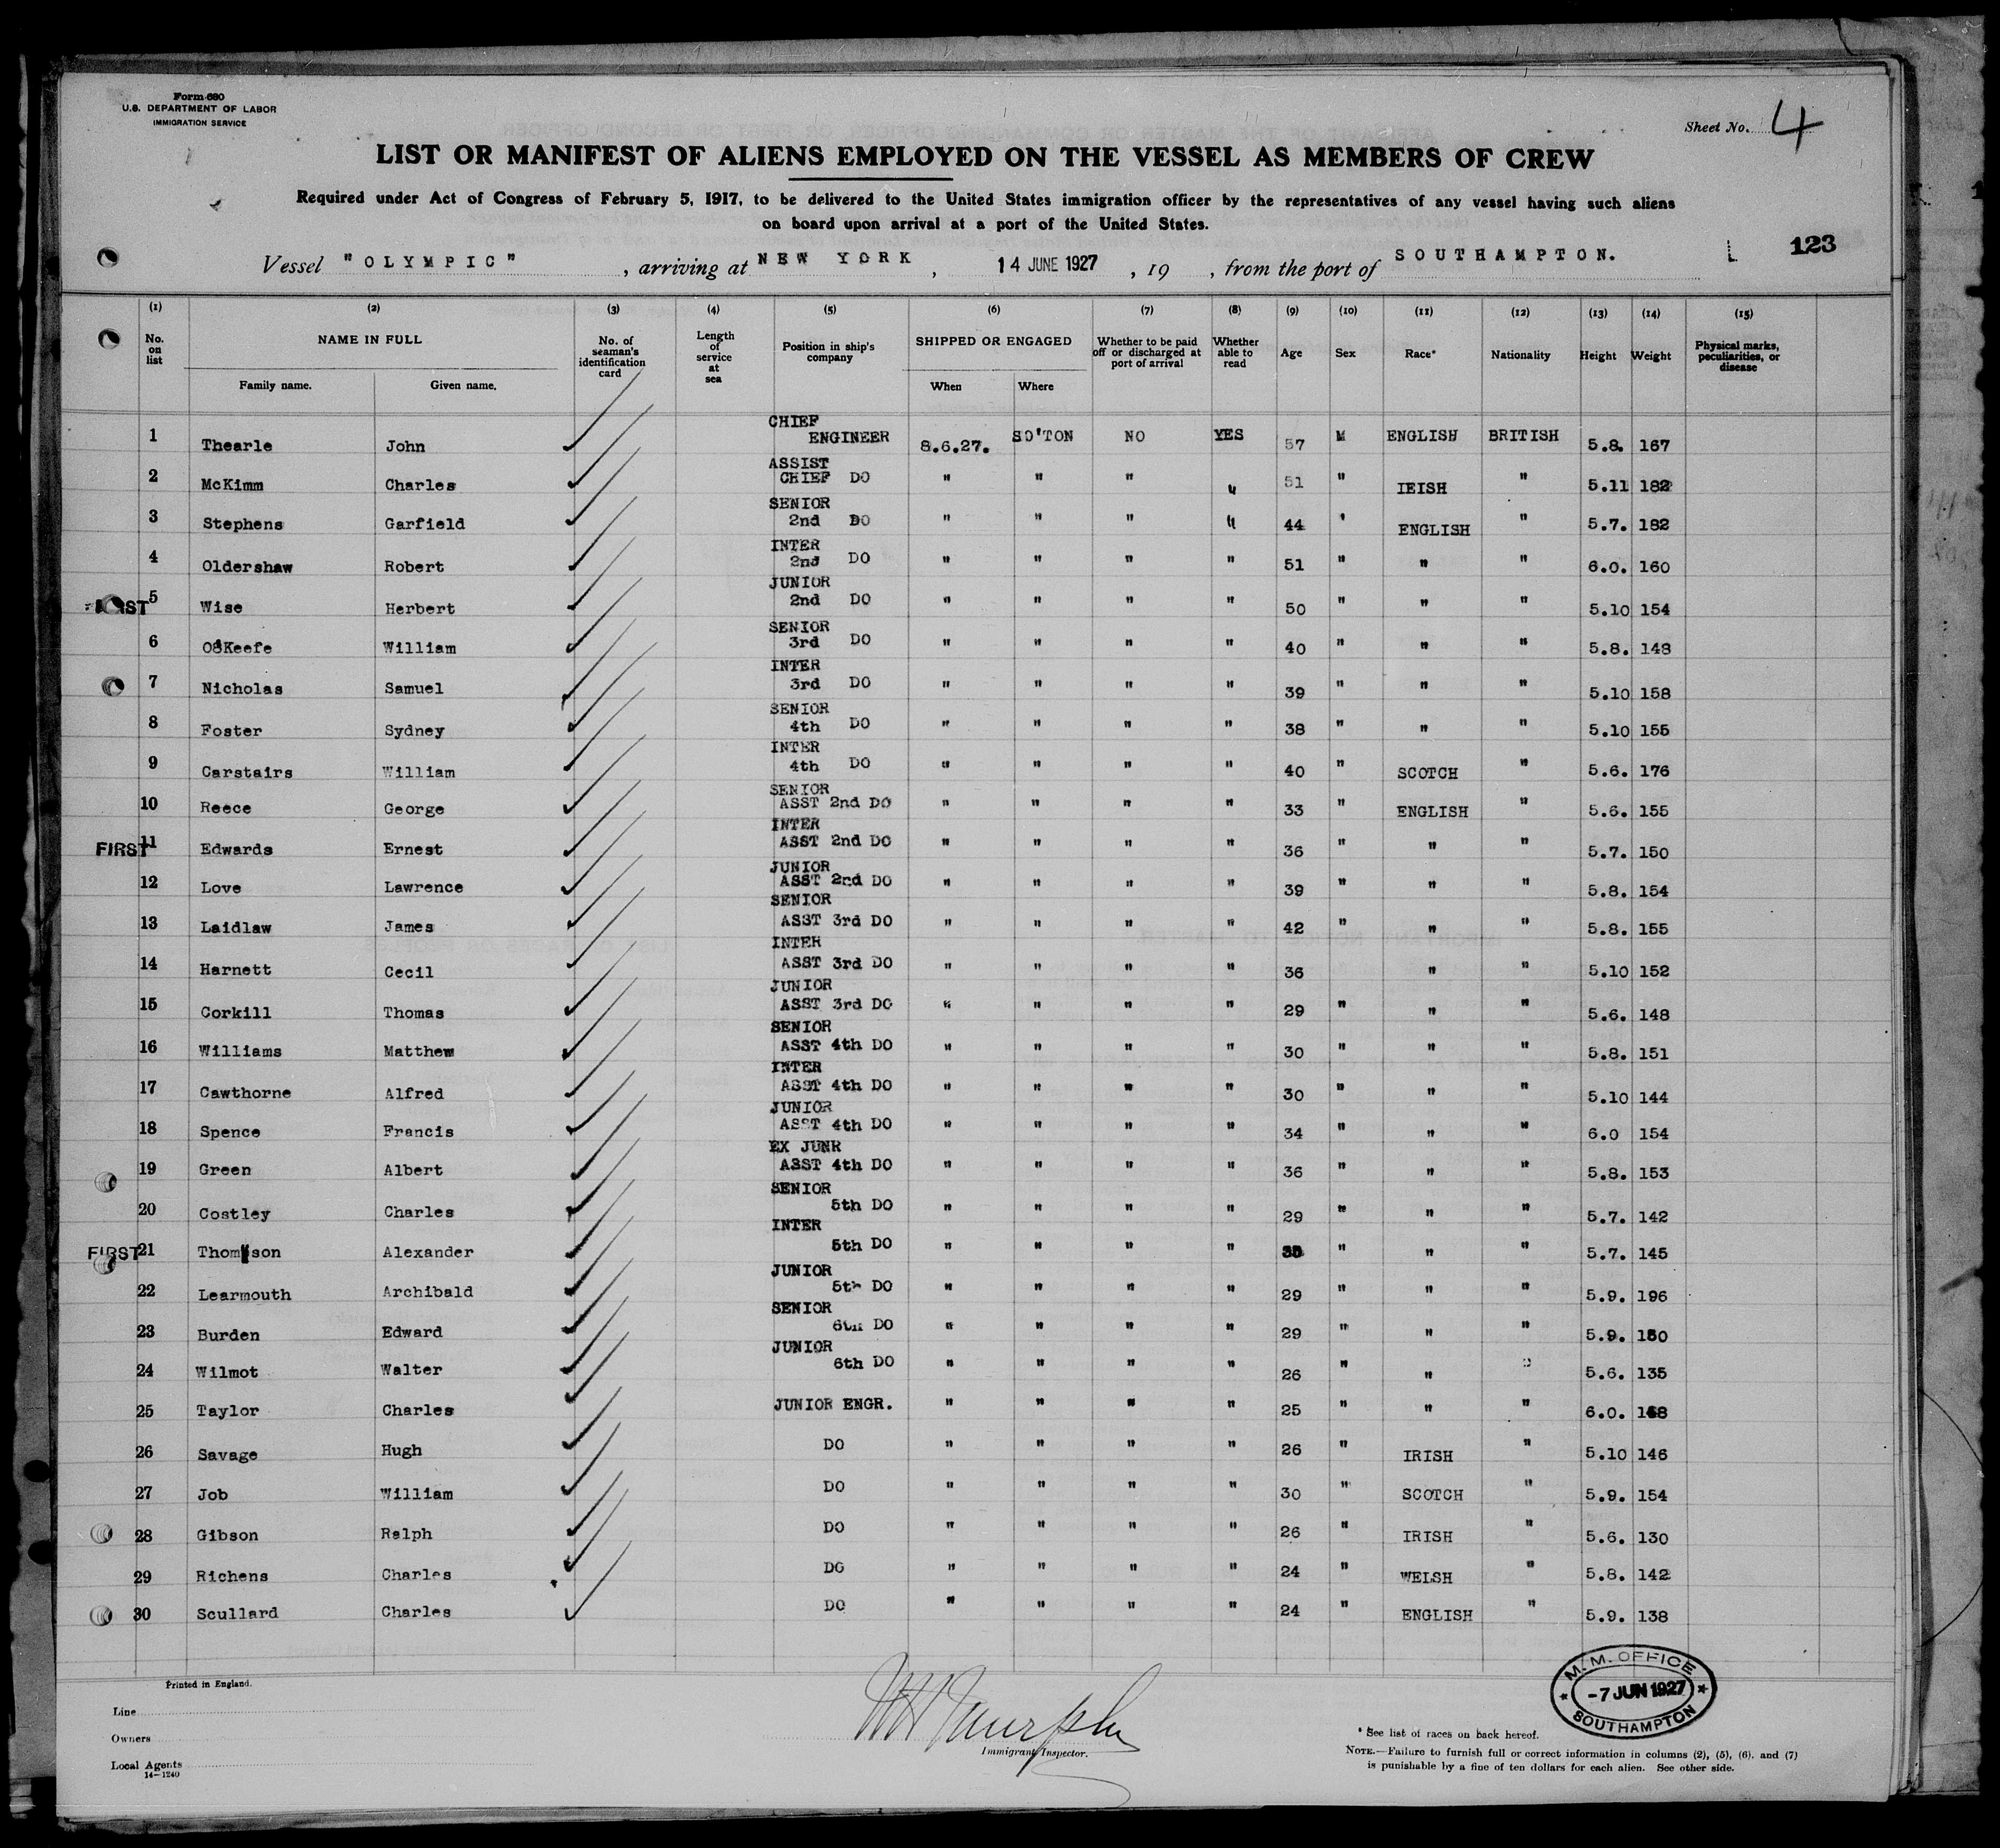 Form 680
U.S. DEPARTMENT OF LABOR
IMMIGRATION SERVICE
Sheet No. 4
LIST OR MANIFEST OF ALIENS EMPLOYED ON THE VESSEL AS MEMBERS OF CREW
Required under Act of Congress of February 5, 1917, to be delivered to the United States immigration officer by the representatives of any vessel having such aliens
on board upon arrival at a port of the United States.
Vessel "OLYMPIC", arriving at NEW YORK, 14 JUNE 1927, 19 , from the port of SOUTHAMPTON. L 123
(1) (2) (3) (4) (5) (6) (7) (8) (9) (10) (11) (12) (13) (14) (15)
No. on list NAME IN FULL Family name. Given name. No. of seaman's identification card Length of service at sea Position in ship's company SHIPPED OR ENGAGED When Where Whether to be paid off or discharged at port of arrival Whether able to read Age Sex Race* Nationality Height Weight Physical marks, peculiarities, or disease
1 Thearle John CHIEF ENGINEER 8.6.27. SO'TON NO YES 57 M ENGLISH BRITISH 5.8. 167
2 McKimm Charles ASSIST CHIEF DO " " " " 51 " IEISH " 5.11 182
3 Stephens Garfield SENIOR 2nd DO " " " " 44 " ENGLISH " 5.7. 182
4 Oldershaw Robert INTER 2nd DO " " " " 51 " " " 6.0. 160
FIRST 5 Wise Herbert JUNIOR 2nd DO " " " " 50 " " " 5.10 154
6 O'Keefe William SENIOR 3rd DO " " " " 40 " " " 5.8. 148
7 Nicholas Samuel INTER 3rd DO " " " " 39 " " " 5.10 158
8 Foster Sydney SENIOR 4th DO " " " " 38 " " " 5.10 155
9 Carstairs William INTER 4th DO " " " " 40 " SCOTCH " 5.6. 176
10 Reece George SENIOR ASST 2nd DO " " " " 33 " ENGLISH " 5.6. 155
FIRST 11 Edwards Ernest INTER ASST 2nd DO " " " " 36 " " " 5.7. 150
12 Love Lawrence JUNIOR ASST 2nd DO " " " " 39 " " " 5.8. 154
13 Laidlaw James SENIOR ASST 3rd DO " " " " 42 " " " 5.8. 155
14 Harnett Cecil INTER ASST 3rd DO " " " " 36 " " " 5.10 152
15 Corkill Thomas JUNIOR ASST 3rd DO " " " " 29 " " " 5.6. 148
16 Williams Matthew SENIOR ASST 4th DO " " " " 30 " " " 5.8. 151
17 Cawthorne Alfred INTER ASST 4th DO " " " " 30 " " " 5.10 144
18 Spence Francis JUNIOR ASST 4th DO " " " " 34 " " " 6.0 154
19 Green Albert EX JUNR ASST 4th DO " " " " 36 " " " 5.8. 153
20 Costley Charles SENIOR 5th DO " " " " 29 " " " 5.7. 142
FIRST 21 Thomson Alexander INTER 5th DO " " " " " " " 5.7. 145
22 Learmouth Archibald JUNIOR 5th DO " " " " 29 " " " 5.9. 196
23 Burden Edward SENIOR 6th DO " " " " 29 " " " 5.9. 150
24 Wilmot Walter JUNIOR 6th DO " " " " 26 " " " 5.6. 135
25 Taylor Charles JUNIOR ENGR. " " " " 25 " " " 6.0. 168
26 Savage Hugh DO " " " " 26 " IRISH " 5.10 146
27 Job William DO " " " " 30 " SCOTCH " 5.9. 154
28 Gibson Ralph DO " " " " 26 " IRISH " 5.6. 130
29 Richens Charles DO " " " " 24 " WELSH " 5.8. 142
30 Scullard Charles DO " " " " 24 " ENGLISH " 5.9. 138
Printed in England.
Line
Owners
Local Agents
14—1240
Murphy
Immigrant Inspector.
M.M. OFFICE
-7 JUN 1927
SOUTHAMPTON
* See list of races on back hereof.
NOTE.—Failure to furnish full or correct information in columns (2), (5), (6), and (7)
is punishable by a fine of ten dollars for each alien. See other side.